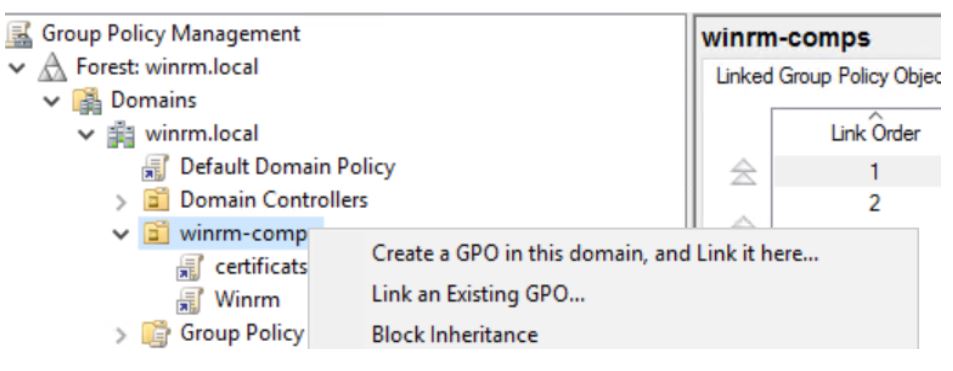 Group Policy Management
Forest: winrm.local
Domains
winrm.local
Default Domain Policy
Domain Controllers
winrm-comp
certificats
Winrm
Group Policy
winrm-comps
Linked Group Policy Objec
Link Order
1
2
Create a GPO in this domain, and Link it here...
Link an Existing GPO...
Block Inheritance